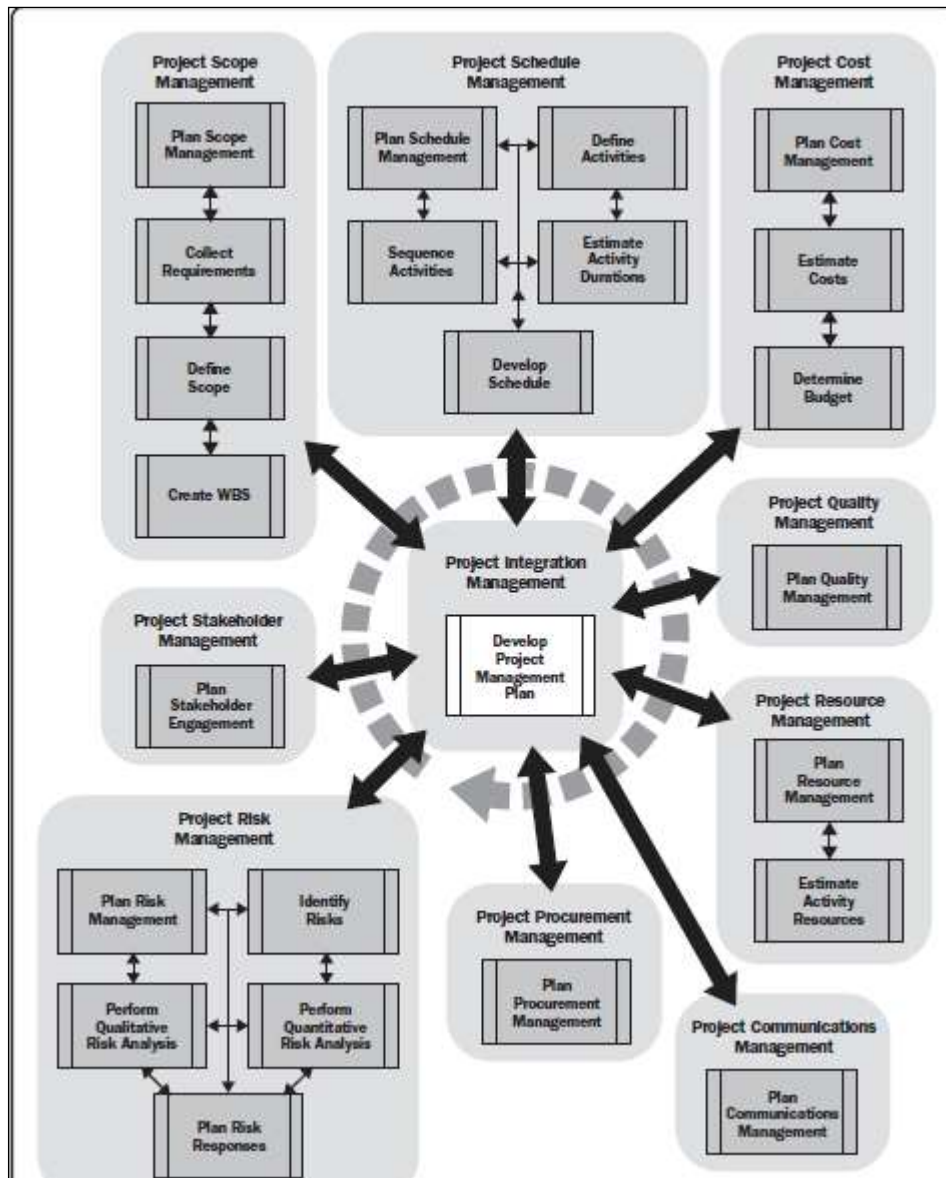 Project Scope
Management
Plan Scope
Management
Collect
Requirements
Define
Scope
Create WBS
Project Schedule
Management
Plan Schedule
Management
Define
Activities
Sequence
Activities
Estimate
Activity
Durations
Develop
Schedule
Project Cost
Management
Plan Cost
Management
Estimate
Costs
Determine
Budget
Project Integration
Management
Develop
Project
Management
Plan
Project Quality
Management
Plan Quality
Management
Project Stakeholder
Management
Plan
Stakeholder
Engagement
Project Resource
Management
Plan
Resource
Management
Estimate
Activity
Resources
Project Risk
Management
Plan Risk
Management
Identify
Risks
Perform
Qualitative
Risk Analysis
Perform
Quantitative
Risk Analysis
Plan Risk
Responses
Project Procurement
Management
Plan
Procurement
Management
Project Communications
Management
Plan
Communications
Management